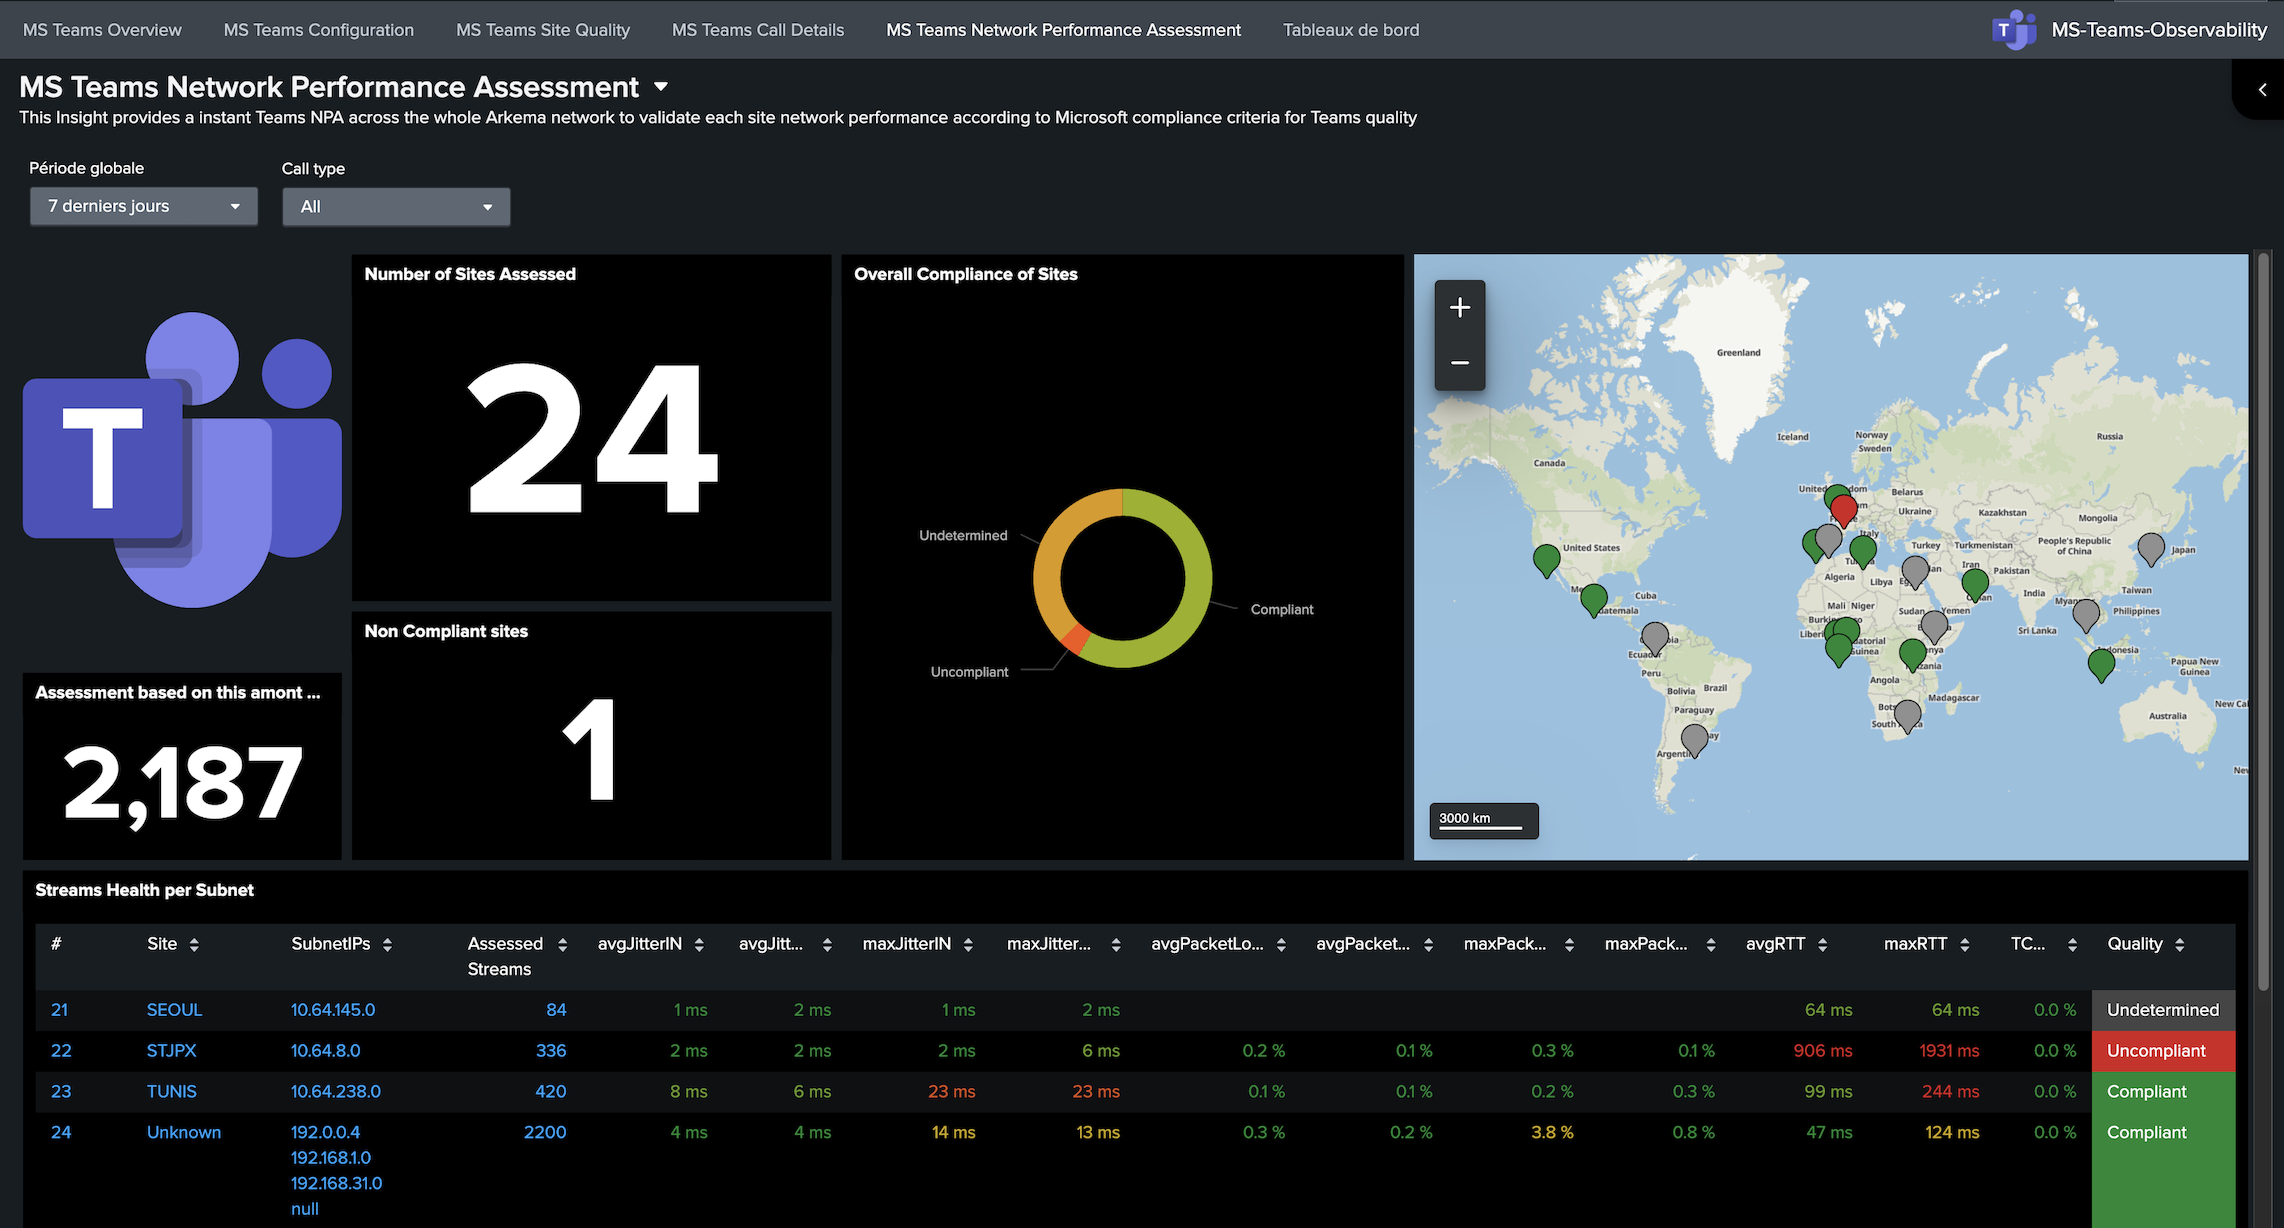 MS Teams Overview MS Teams Configuration MS Teams Site Quality MS Teams Call Details MS Teams Network Performance Assessment Tableaux de bord T MS-Teams-Observability
MS Teams Network Performance Assessment
This Insight provides a instant Teams NPA across the whole Arkema network to validate each site network performance according to Microsoft compliance criteria for Teams quality
Période globale
7 derniers jours
Call type
All
T
Assessment based on this amont ...
2,187
Number of Sites Assessed
24
Non Compliant sites
1
Overall Compliance of Sites
Undetermined
Compliant
Uncompliant
+
−
Greenland
Iceland
Norway
Sweden
Russia
Canada
Belarus
Ukraine
Kazakhstan
Mongolia
Italy
Turkey
Turkmenistan
People's Republic
of China
Japan
United States
Algeria
Libya
Iran
Pakistan
Taiwan
Cuba
Mali
Niger
Sudan
Yemen
India
Philippines
Sri Lanka
Peru
Bolivia
Brazil
Paraguay
Angola
Madagascar
Papua New
Guinea
Australia
3000 km
Streams Health per Subnet
# Site SubnetIPs Assessed Streams avgJitterIN avgJitt... maxJitterIN maxJitter... avgPacketLo... avgPacket... maxPack... maxPack... avgRTT maxRTT TC... Quality
21 SEOUL 10.64.145.0 84 1 ms 2 ms 1 ms 2 ms 64 ms 64 ms 0.0 % Undetermined
22 STJPX 10.64.8.0 336 2 ms 2 ms 2 ms 6 ms 0.2 % 0.1 % 0.3 % 0.1 % 906 ms 1931 ms 0.0 % Uncompliant
23 TUNIS 10.64.238.0 420 8 ms 6 ms 23 ms 23 ms 0.1 % 0.1 % 0.2 % 0.3 % 99 ms 244 ms 0.0 % Compliant
24 Unknown 192.0.0.4 2200 4 ms 4 ms 14 ms 13 ms 0.3 % 0.2 % 3.8 % 0.8 % 47 ms 124 ms 0.0 % Compliant
192.168.1.0
192.168.31.0
null